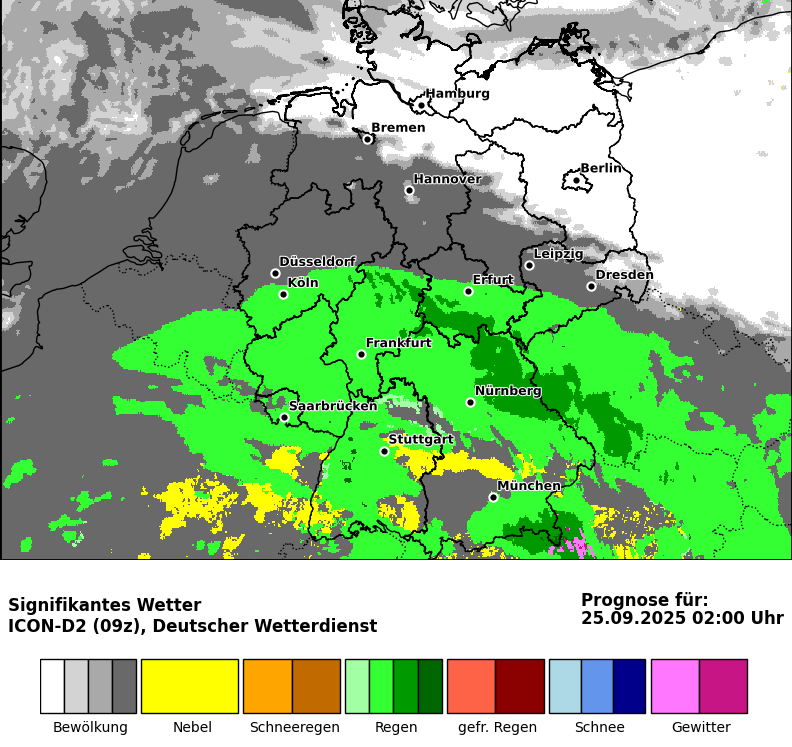 Hamburg
Bremen
Berlin
Hannover
Leipzig
Düsseldorf
Dresden
Köln
Erfurt
Frankfurt
Nürnberg
Saarbrücken
Stuttgart
München
Signifikantes Wetter
ICON-D2 (09z), Deutscher Wetterdienst
Prognose für:
25.09.2025 02:00 Uhr
Bewölkung Nebel Schneeregen Regen gefr. Regen Schnee Gewitter